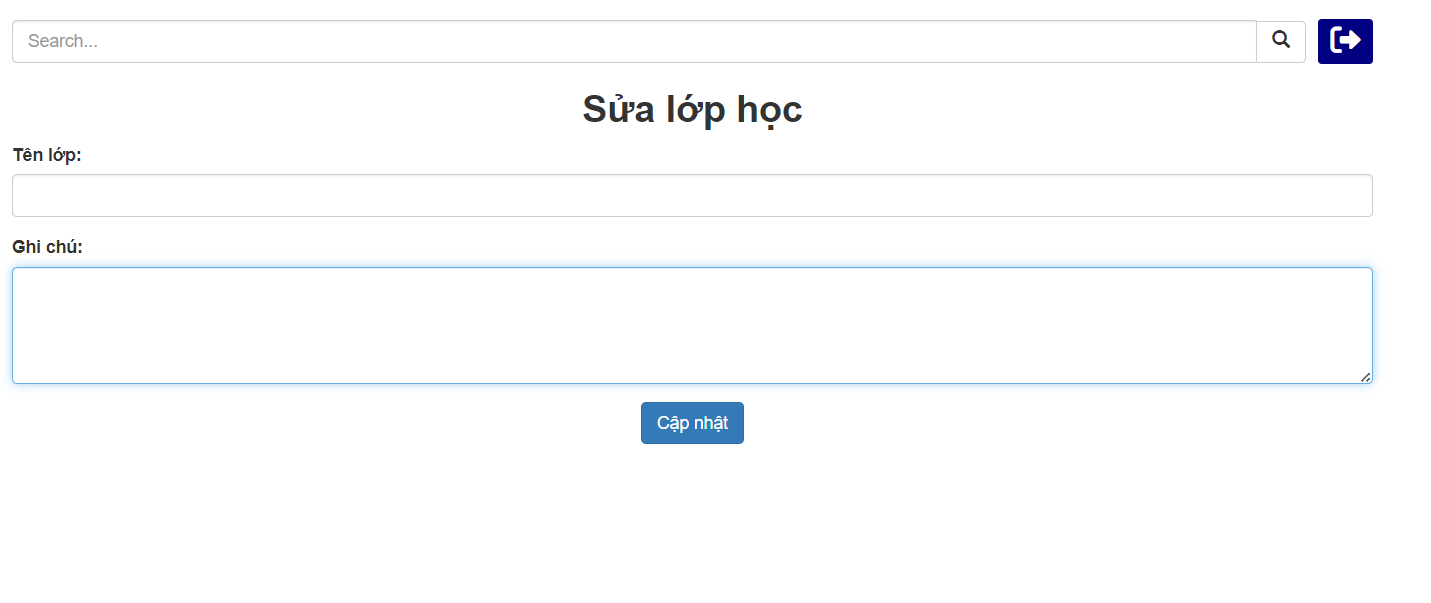 Search...
Sửa lớp học
Tên lớp:
Ghi chú:
Cập nhật